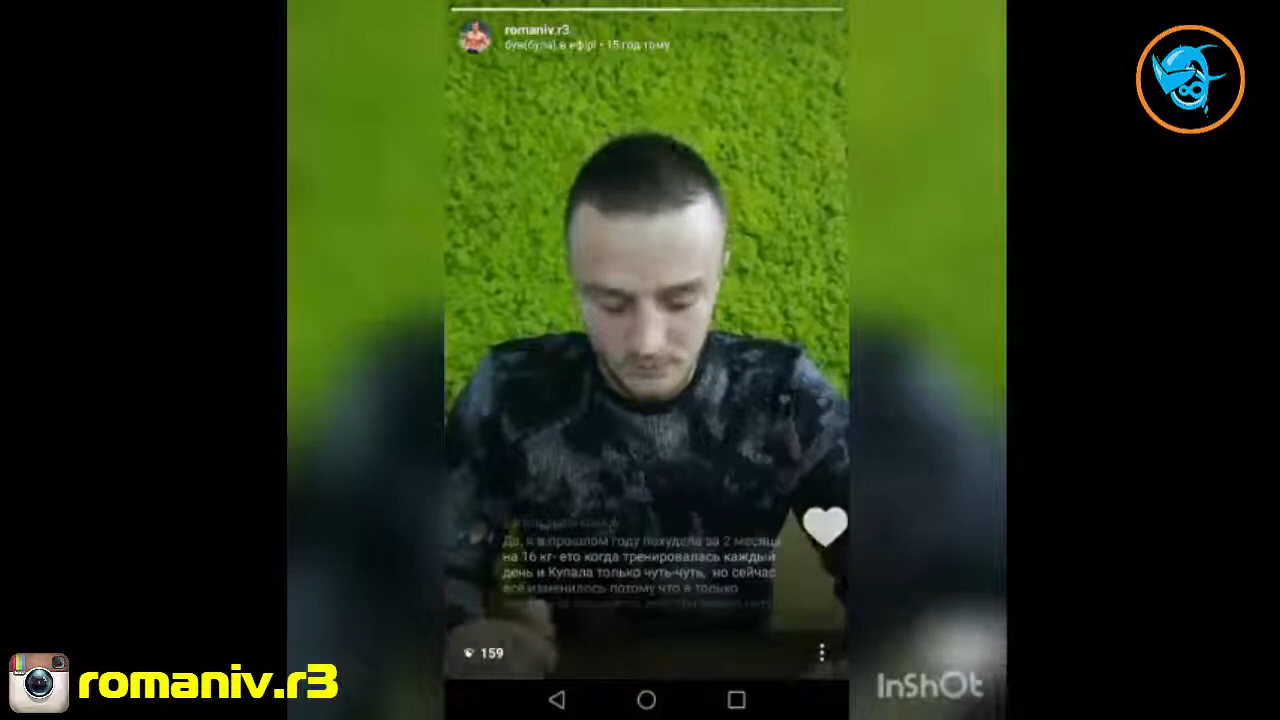 romaniv.r3
був(була) в ефірі • 15 год тому
Да, я в прошлом году похудела за 2 месяца
на 16 кг- ето когда тренировалась каждый
день и Купала только чуть-чуть, но сейчас
всё изменилось потому что в только
159
InShOt
romaniv.r3